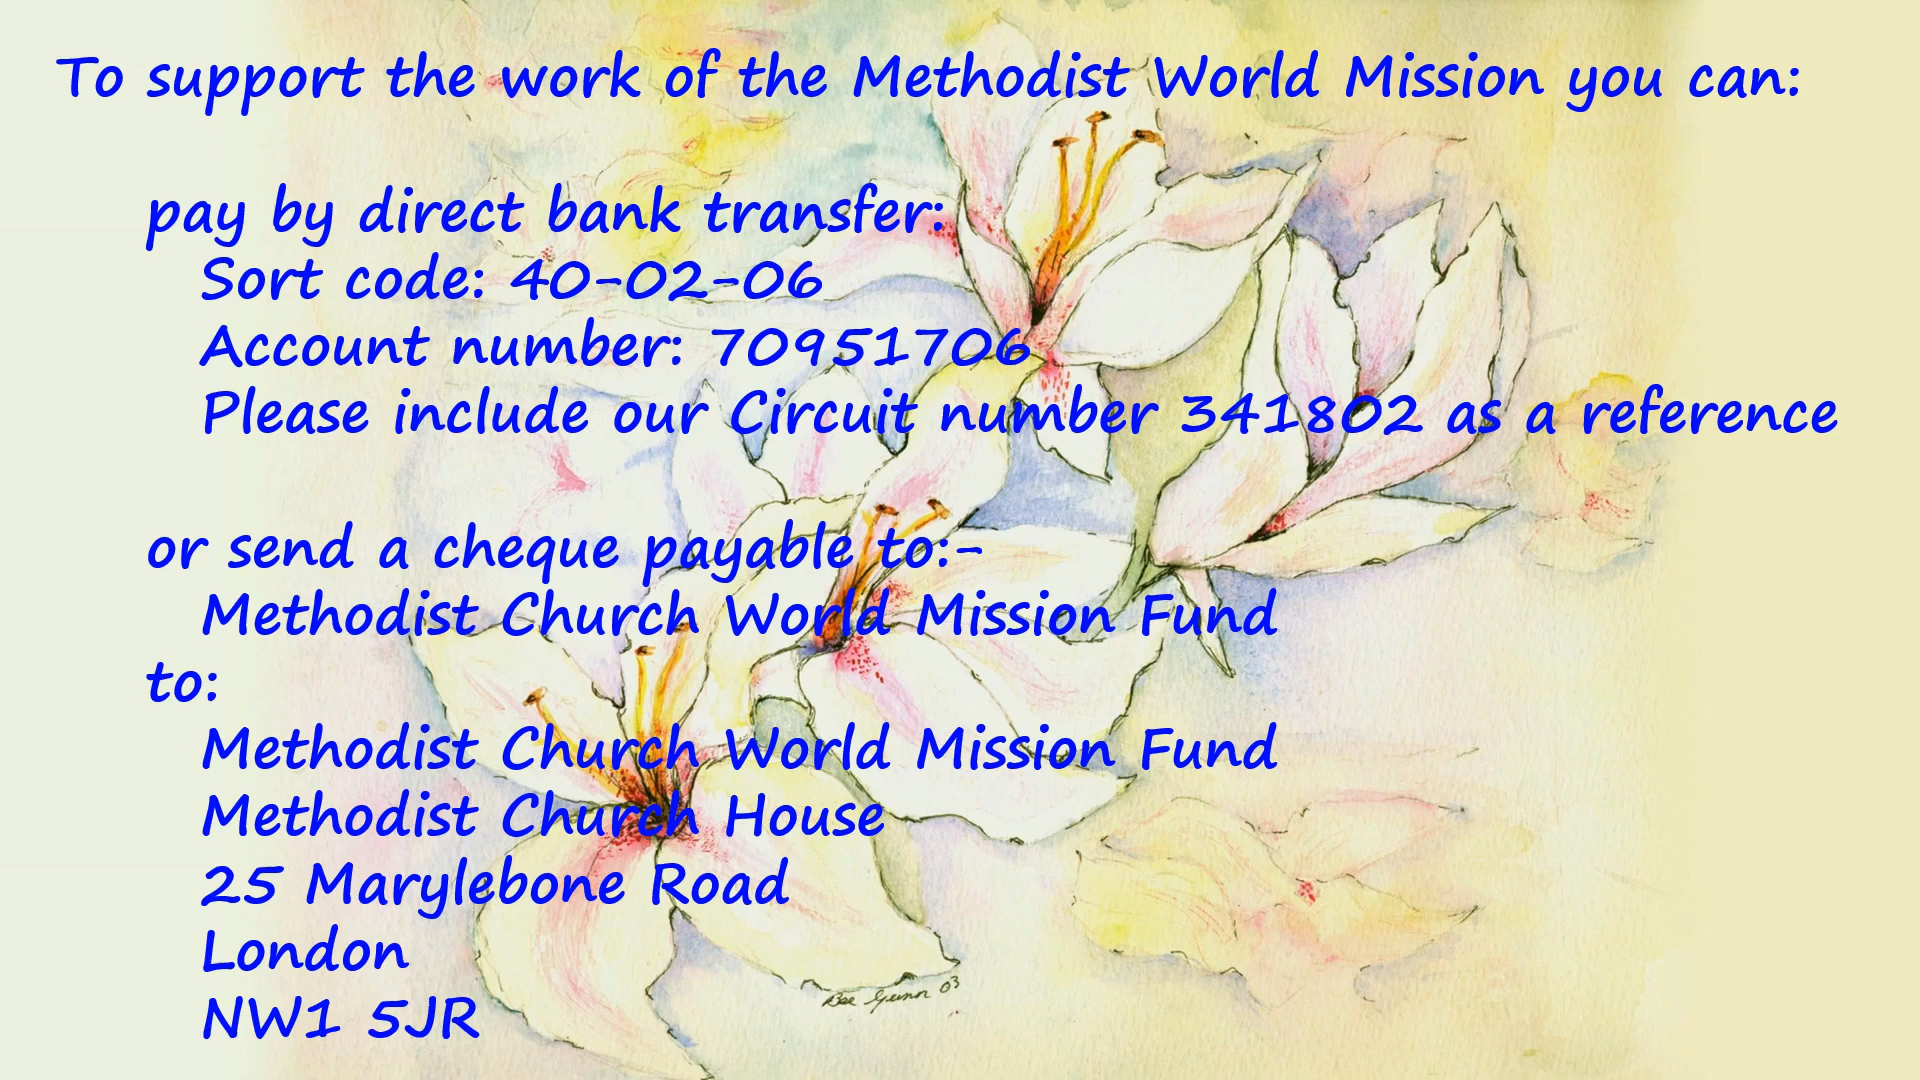 To support the work of the Methodist World Mission you can:
pay by direct bank transfer:
Sort code: 40-02-06
Account number: 70951706
Please include our Circuit number 341802 as a reference
or send a cheque payable to:-
Methodist Church World Mission Fund
to:
Methodist Church World Mission Fund
Methodist Church House
25 Marylebone Road
London
NW1 5JR
Bee Gunn 03